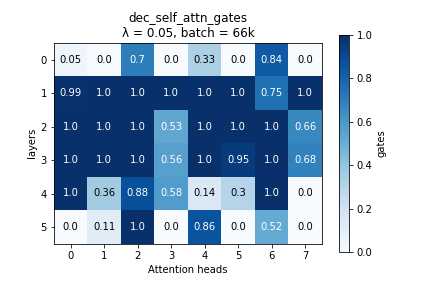 dec_self_attn_gates
λ = 0.05, batch = 66k
0 0.05 0.0 0.7 0.0 0.33 0.0 0.84 0.0
1 0.99 1.0 1.0 1.0 1.0 1.0 0.75 1.0
2 1.0 1.0 1.0 0.53 1.0 1.0 1.0 0.66
3 1.0 1.0 1.0 0.56 1.0 0.95 1.0 0.68
4 1.0 0.36 0.88 0.58 0.14 0.3 1.0 0.0
5 0.0 0.11 1.0 0.0 0.86 0.0 0.52 0.0
0 1 2 3 4 5 6 7
Attention heads
layers
1.0
0.8
0.6
0.4
0.2
0.0
gates